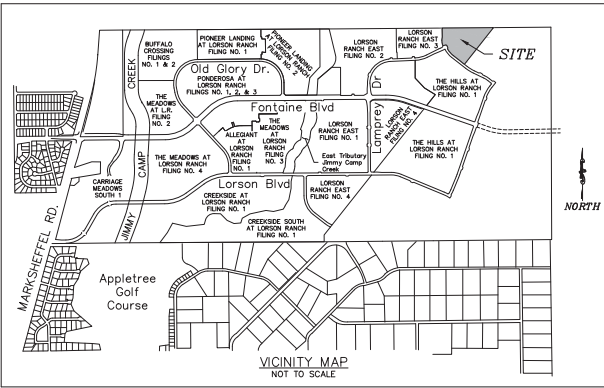 BUFFALO
CROSSING
FILINGS
NO. 1 & 2
PIONEER LANDING
AT LORSON RANCH
FILING NO. 1
PIONEER LANDING
AT LORSON RANCH
FILING NO. 2
LORSON
RANCH EAST
FILING NO. 2
LORSON
RANCH EAST
FILING NO. 3
SITE
Old Glory Dr.
PONDEROSA AT
LORSON RANCH
FILINGS NO. 1, 2, & 3
THE
MEADOWS
AT L.R.
FILING
NO. 2
JIMMY CAMP CREEK
Fontaine Blvd
Lamprey Dr
THE HILLS AT
LORSON RANCH
FILING NO. 1
ALLEGIANT
AT
LORSON
RANCH
FILING
NO. 1
THE
MEADOWS
AT
LORSON
RANCH
FILING
NO. 3
LORSON
RANCH EAST
FILING NO. 1
LORSON
RANCH EAST
FILING NO. 4
THE HILLS AT
LORSON RANCH
FILING NO. 1
East Tributary
Jimmy Camp
Creek
CARRIAGE
MEADOWS
SOUTH 1
THE MEADOWS AT
LORSON RANCH
FILING NO. 4
Lorson Blvd
LORSON
RANCH EAST
FILING NO. 4
CREEKSIDE AT
LORSON RANCH
FILING NO. 1
CREEKSIDE SOUTH
AT LORSON RANCH
FILING NO. 1
NORTH
MARKSHEFFEL RD.
Appletree
Golf
Course
VICINITY MAP
NOT TO SCALE